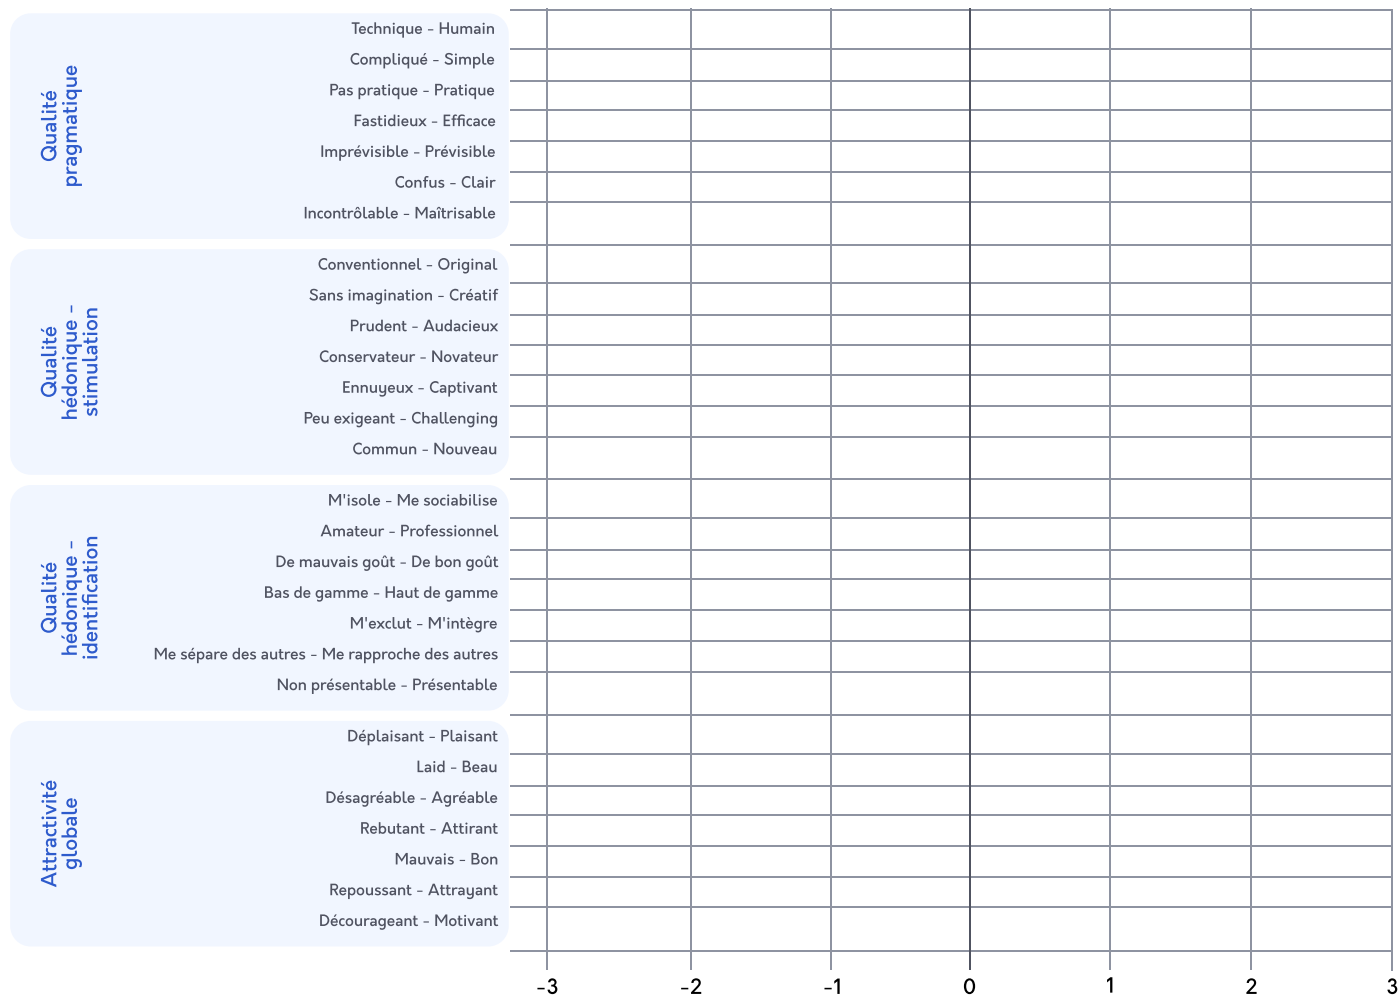 Qualité
pragmatique
Technique - Humain
Compliqué - Simple
Pas pratique - Pratique
Fastidieux - Efficace
Imprévisible - Prévisible
Confus - Clair
Incontrôlable - Maîtrisable
Qualité
hédonique -
stimulation
Conventionnel - Original
Sans imagination - Créatif
Prudent - Audacieux
Conservateur - Novateur
Ennuyeux - Captivant
Peu exigeant - Challenging
Commun - Nouveau
Qualité
hédonique -
identification
M'isole - Me sociabilise
Amateur - Professionnel
De mauvais goût - De bon goût
Bas de gamme - Haut de gamme
M'exclut - M'intègre
Me sépare des autres - Me rapproche des autres
Non présentable - Présentable
Attractivité
globale
Déplaisant - Plaisant
Laid - Beau
Désagréable - Agréable
Rebutant - Attirant
Mauvais - Bon
Repoussant - Attrayant
Décourageant - Motivant
-3 -2 -1 0 1 2 3